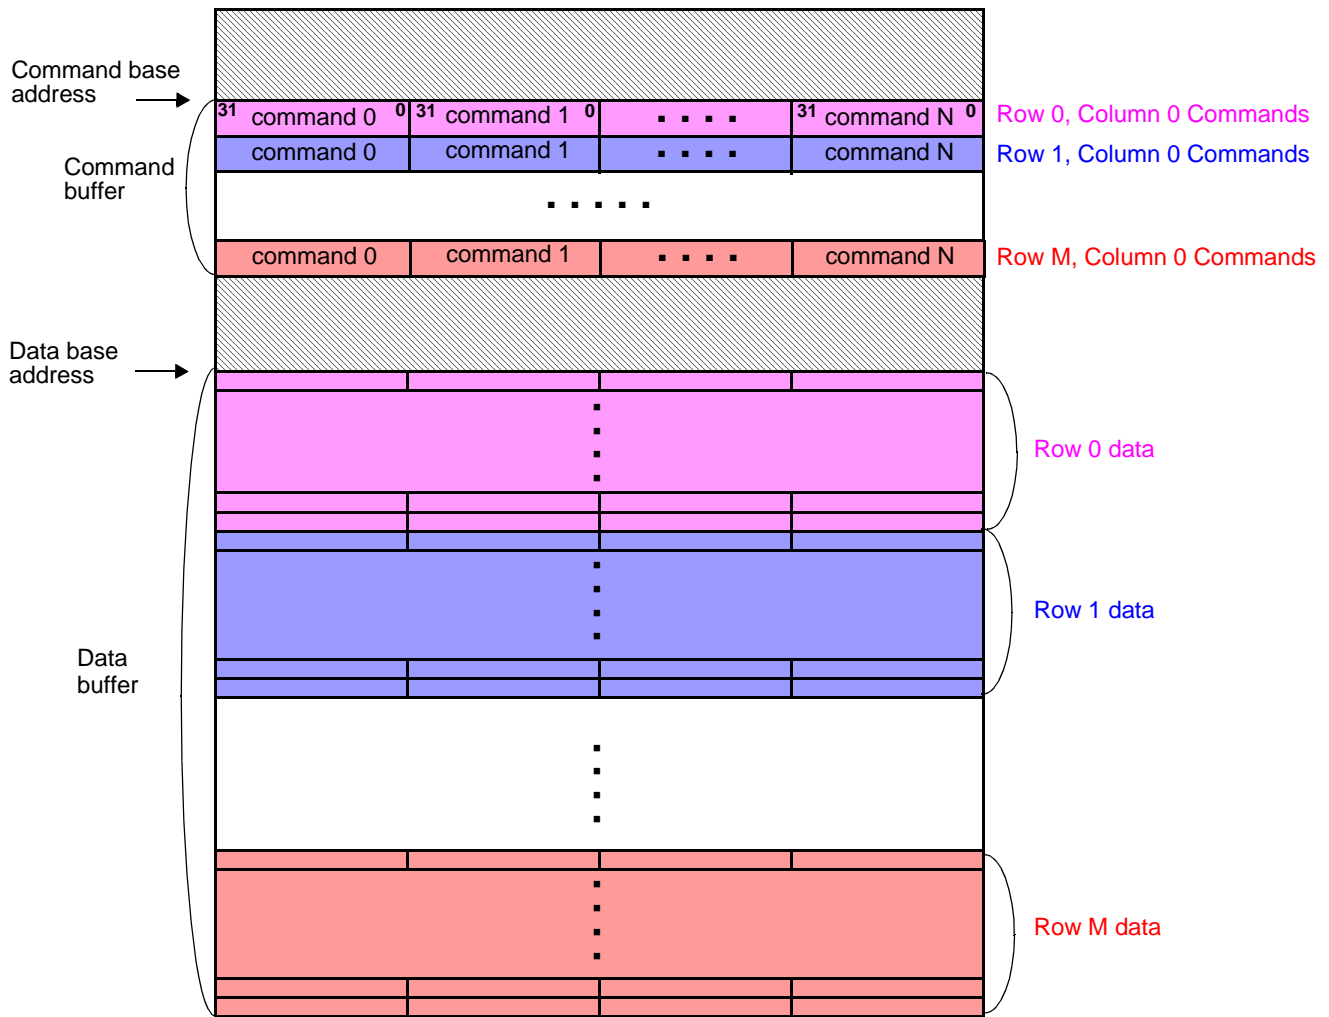 Command base
address
31 command 0 0 31 command 1 0 . . . . 31 command N 0 Row 0, Column 0 Commands
command 0 command 1 . . . . command N Row 1, Column 0 Commands
Command
buffer
. . . . .
command 0 command 1 . . . . command N Row M, Column 0 Commands
Data base
address
Row 0 data
Row 1 data
Data
buffer
Row M data